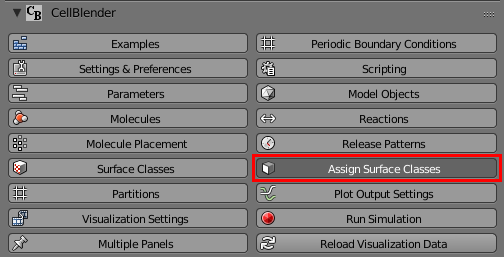 CB CellBlender
Examples Periodic Boundary Conditions
Settings & Preferences Scripting
Parameters Model Objects
Molecules Reactions
Molecule Placement Release Patterns
Surface Classes Assign Surface Classes
Partitions Plot Output Settings
Visualization Settings Run Simulation
Multiple Panels Reload Visualization Data